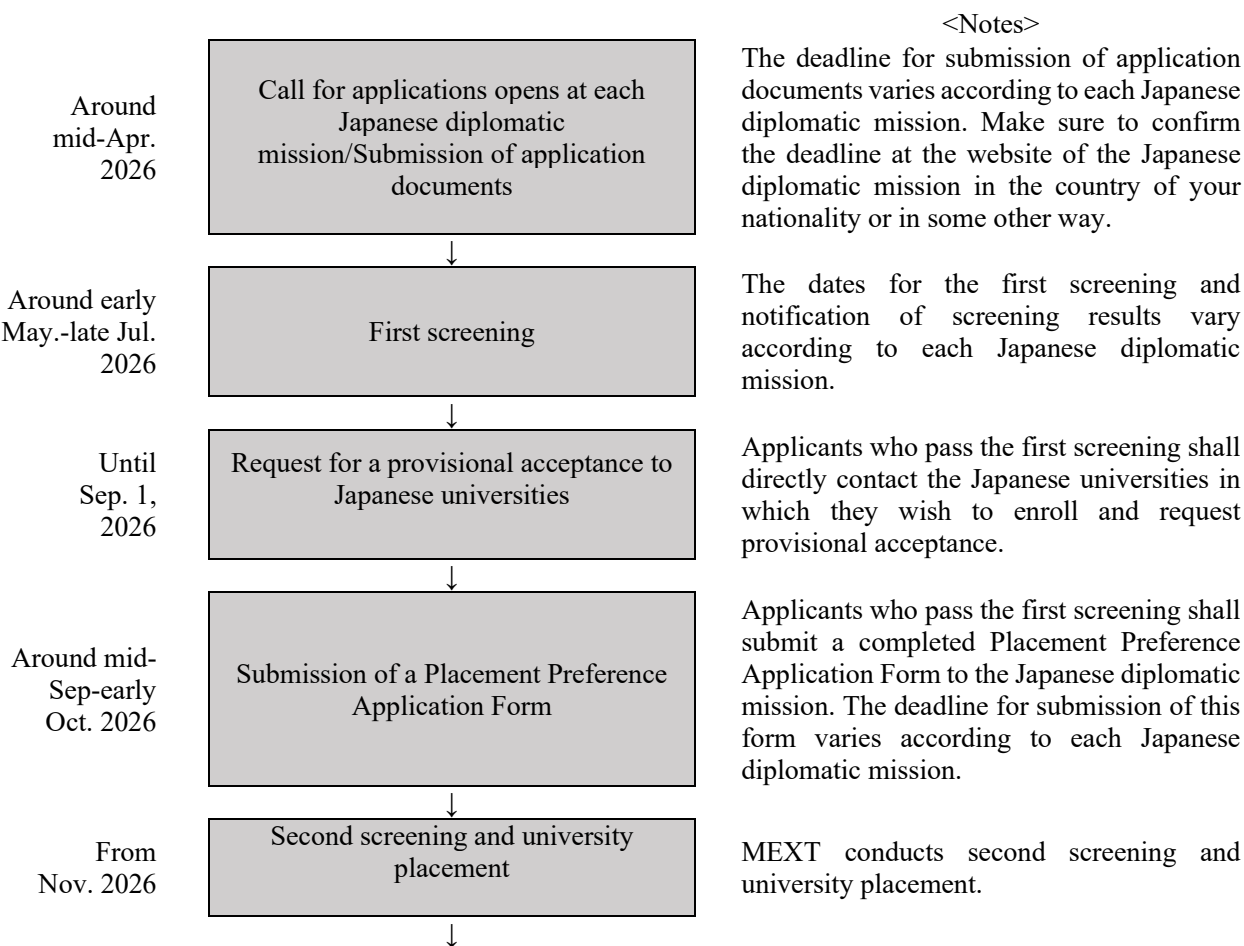 <Notes>
Around
mid-Apr.
2026
Call for applications opens at each
Japanese diplomatic
mission/Submission of application
documents
The deadline for submission of application
documents varies according to each Japanese
diplomatic mission. Make sure to confirm
the deadline at the website of the Japanese
diplomatic mission in the country of your
nationality or in some other way.
↓
Around early
May.-late Jul.
2026
First screening
The dates for the first screening and
notification of screening results vary
according to each Japanese diplomatic
mission.
↓
Until
Sep. 1,
2026
Request for a provisional acceptance to
Japanese universities
Applicants who pass the first screening shall
directly contact the Japanese universities in
which they wish to enroll and request
provisional acceptance.
↓
Around mid-
Sep-early
Oct. 2026
Submission of a Placement Preference
Application Form
Applicants who pass the first screening shall
submit a completed Placement Preference
Application Form to the Japanese diplomatic
mission. The deadline for submission of this
form varies according to each Japanese
diplomatic mission.
↓
From
Nov. 2026
Second screening and university
placement
MEXT conducts second screening and
university placement.
↓